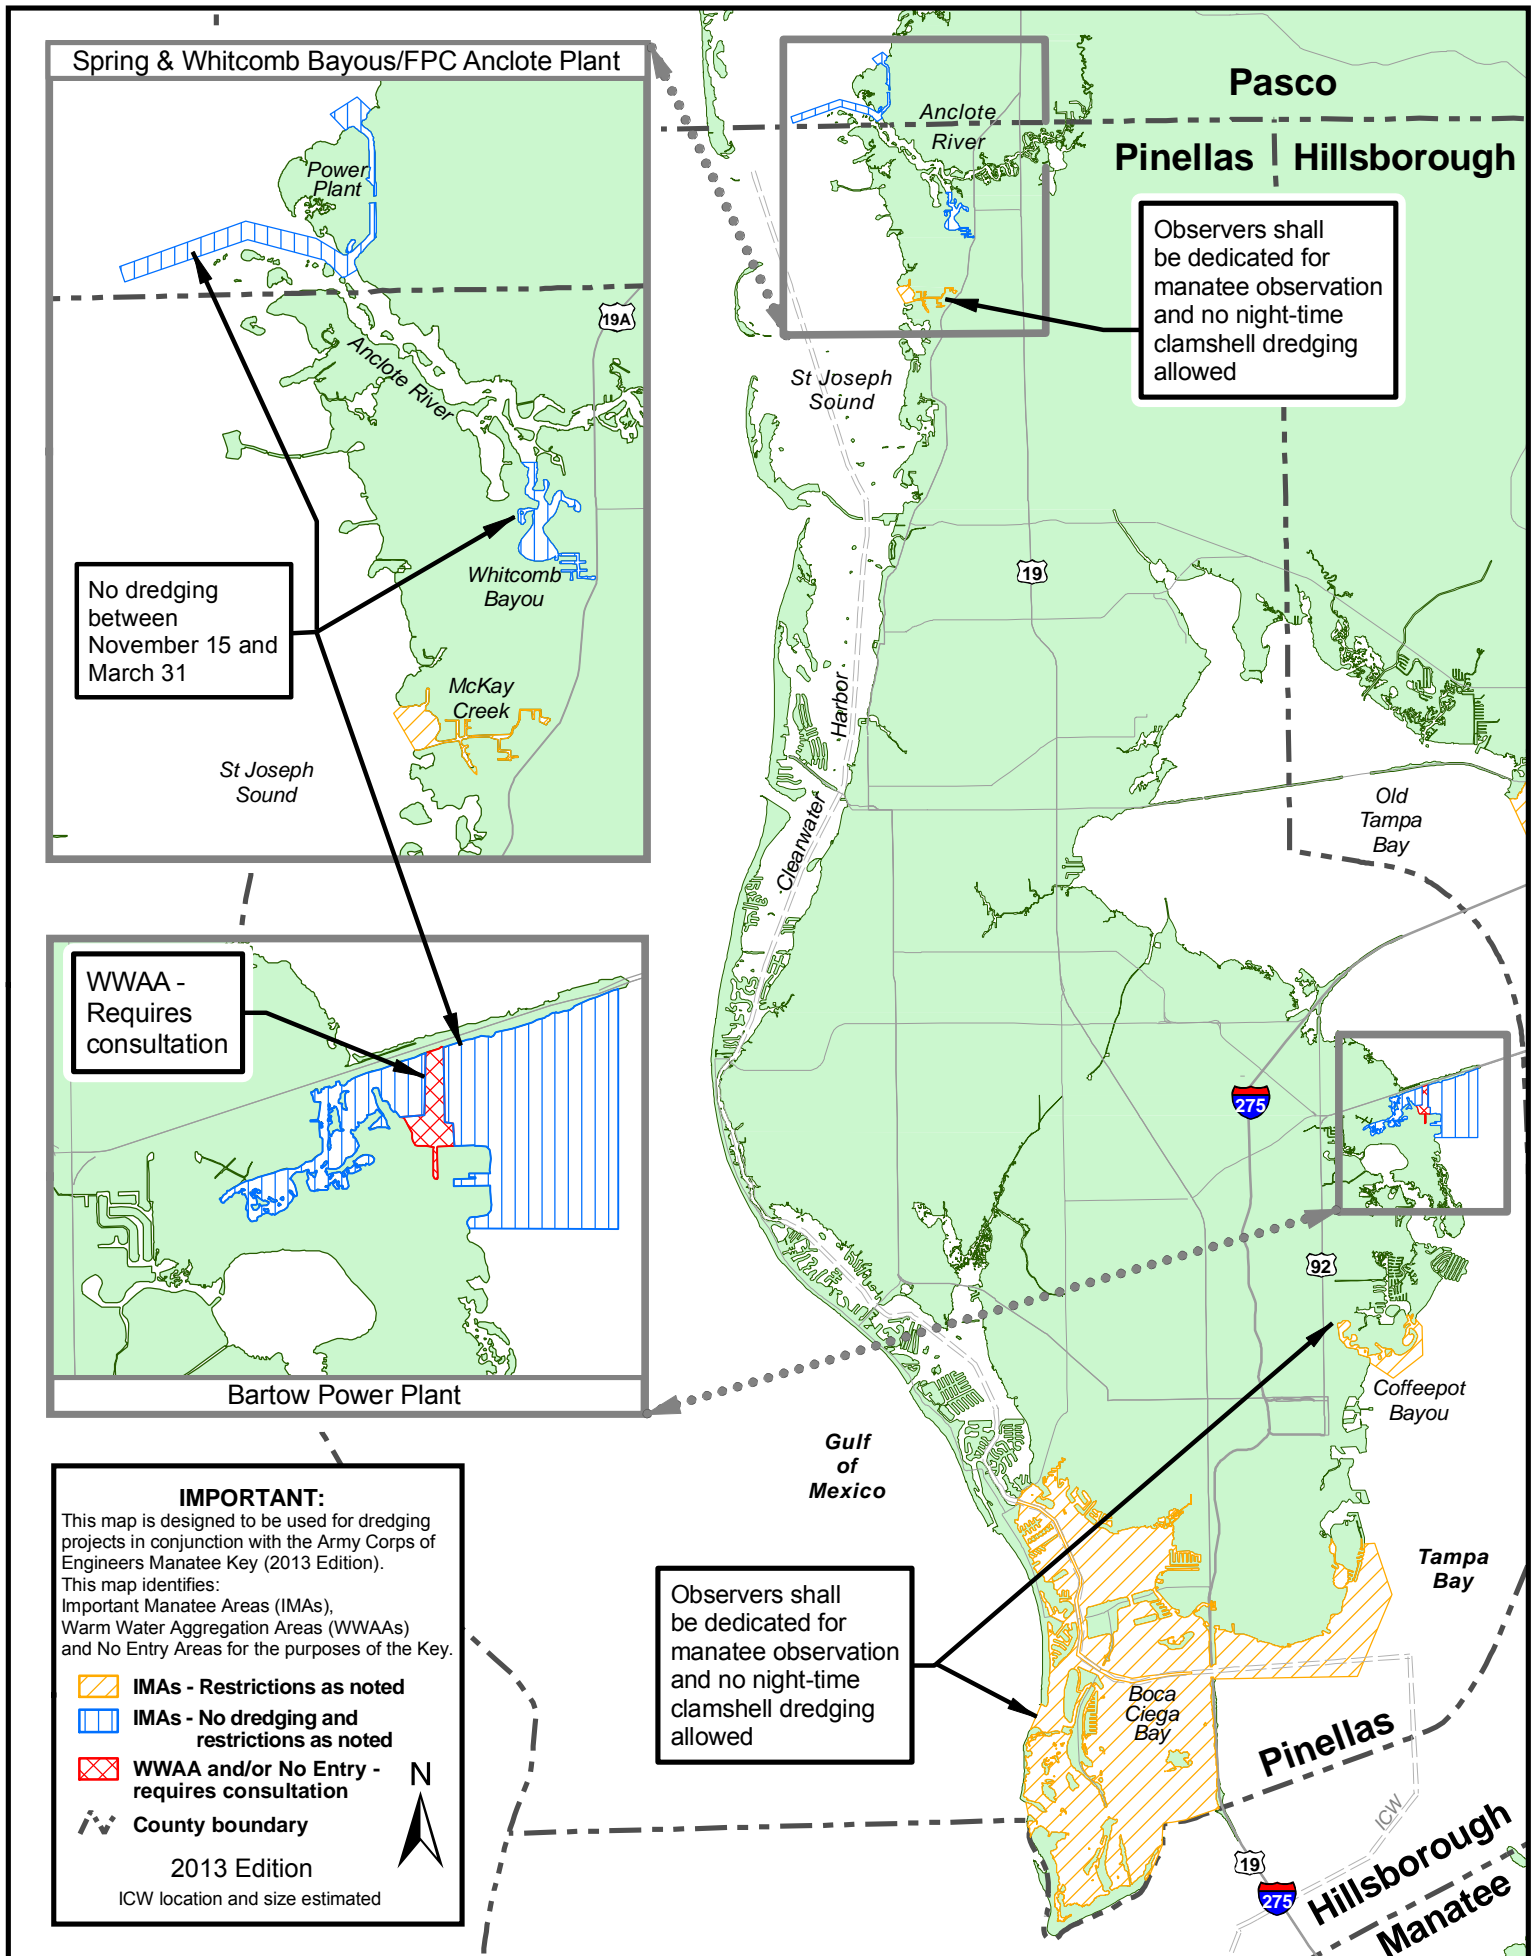 Spring & Whitcomb Bayous/FPC Anclote Plant
Power
Plant
19A
Anclote River
Whitcomb
Bayou
No dredging
between
November 15 and
March 31
McKay
Creek
St Joseph
Sound
WWAA -
Requires
consultation
Bartow Power Plant
Pasco
Anclote
River
Pinellas
Hillsborough
Observers shall
be dedicated for
manatee observation
and no night-time
clamshell dredging
allowed
St Joseph
Sound
19
Clearwater
Harbor
Old
Tampa
Bay
275
92
Coffeepot
Bayou
Gulf
of
Mexico
Tampa
Bay
Observers shall
be dedicated for
manatee observation
and no night-time
clamshell dredging
allowed
Boca
Ciega
Bay
Pinellas
ICW
Hillsborough
Manatee
19
275
IMPORTANT:
This map is designed to be used for dredging
projects in conjunction with the Army Corps of
Engineers Manatee Key (2013 Edition).
This map identifies:
Important Manatee Areas (IMAs),
Warm Water Aggregation Areas (WWAAs)
and No Entry Areas for the purposes of the Key.
IMAs - Restrictions as noted
IMAs - No dredging and
restrictions as noted
WWAA and/or No Entry -
requires consultation
County boundary
N
2013 Edition
ICW location and size estimated